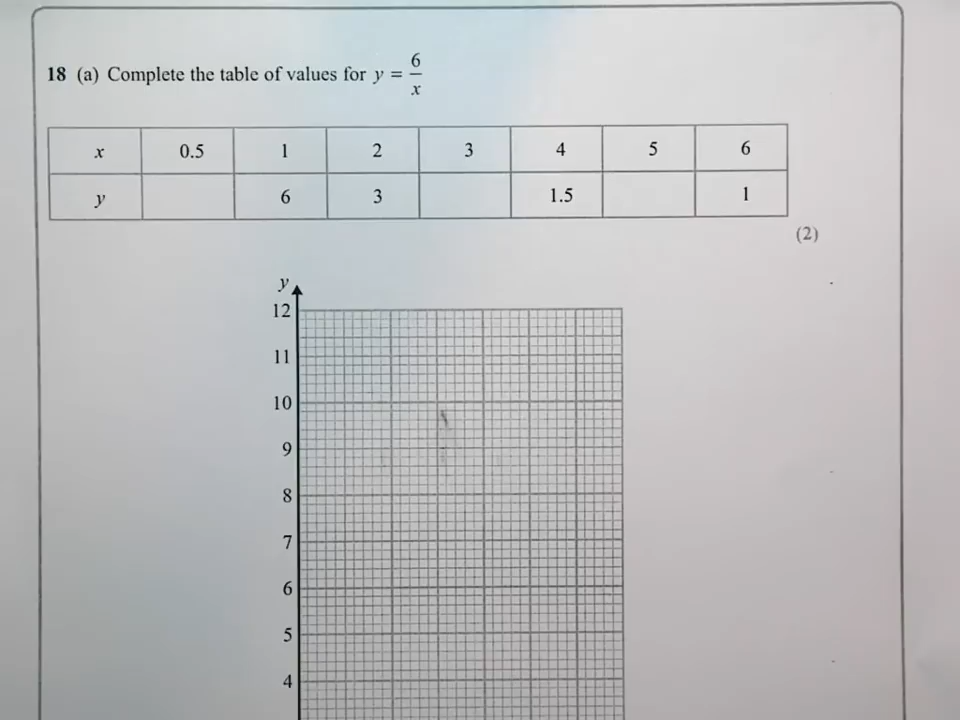 18 (a) Complete the table of values for y = 6/x
x 0.5 1 2 3 4 5 6
y 6 3 1.5 1
(2)
y
12
11
10
9
8
7
6
5
4